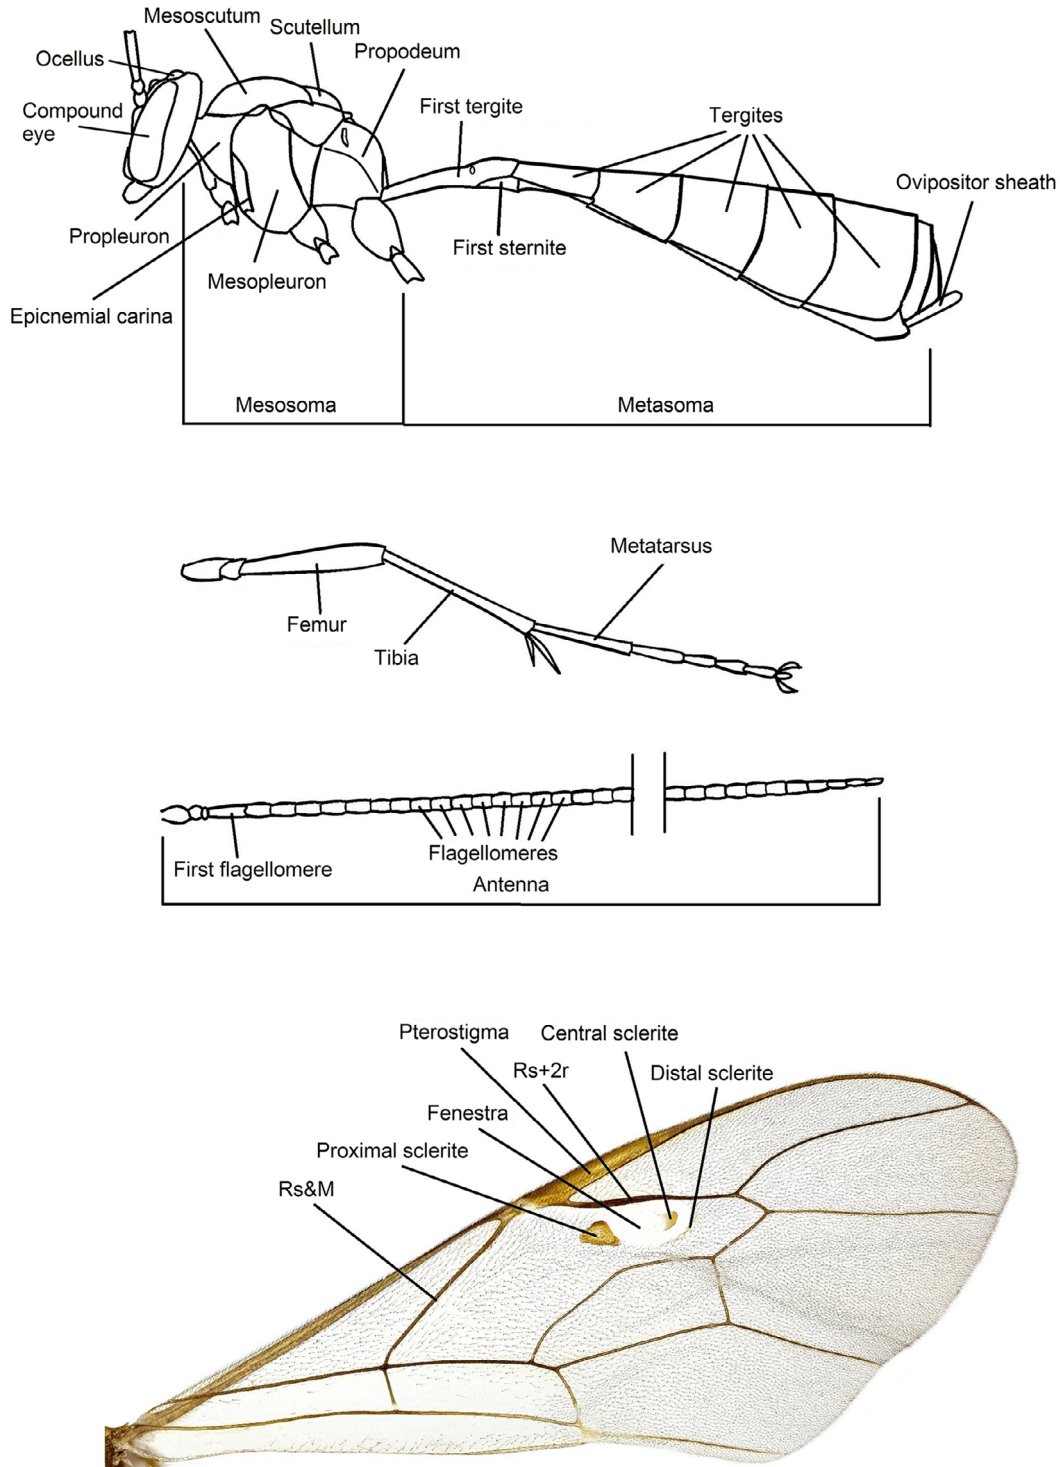 Mesoscutum
Scutellum
Propodeum
Ocellus
Compound
eye
First tergite
Tergites
Ovipositor sheath
Propleuron
First sternite
Mesopleuron
Epicnemial carina
Mesosoma
Metasoma
Metatarsus
Femur
Tibia
Flagellomeres
First flagellomere
Antenna
Pterostigma
Central sclerite
Rs+2r
Distal sclerite
Fenestra
Proximal sclerite
Rs&M